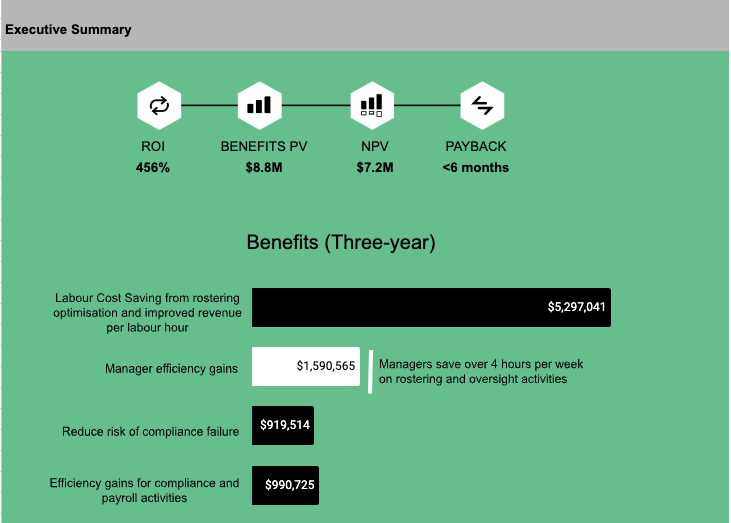 Executive Summary
ROI
456%
BENEFITS PV
$8.8M
NPV
$7.2M
PAYBACK
<6 months
Benefits (Three-year)
Labour Cost Saving from rostering
optimisation and improved revenue
per labour hour
$5,297,041
Manager efficiency gains
$1,590,565
Managers save over 4 hours per week
on rostering and oversight activities
Reduce risk of compliance failure
$919,514
Efficiency gains for compliance and
payroll activities
$990,725